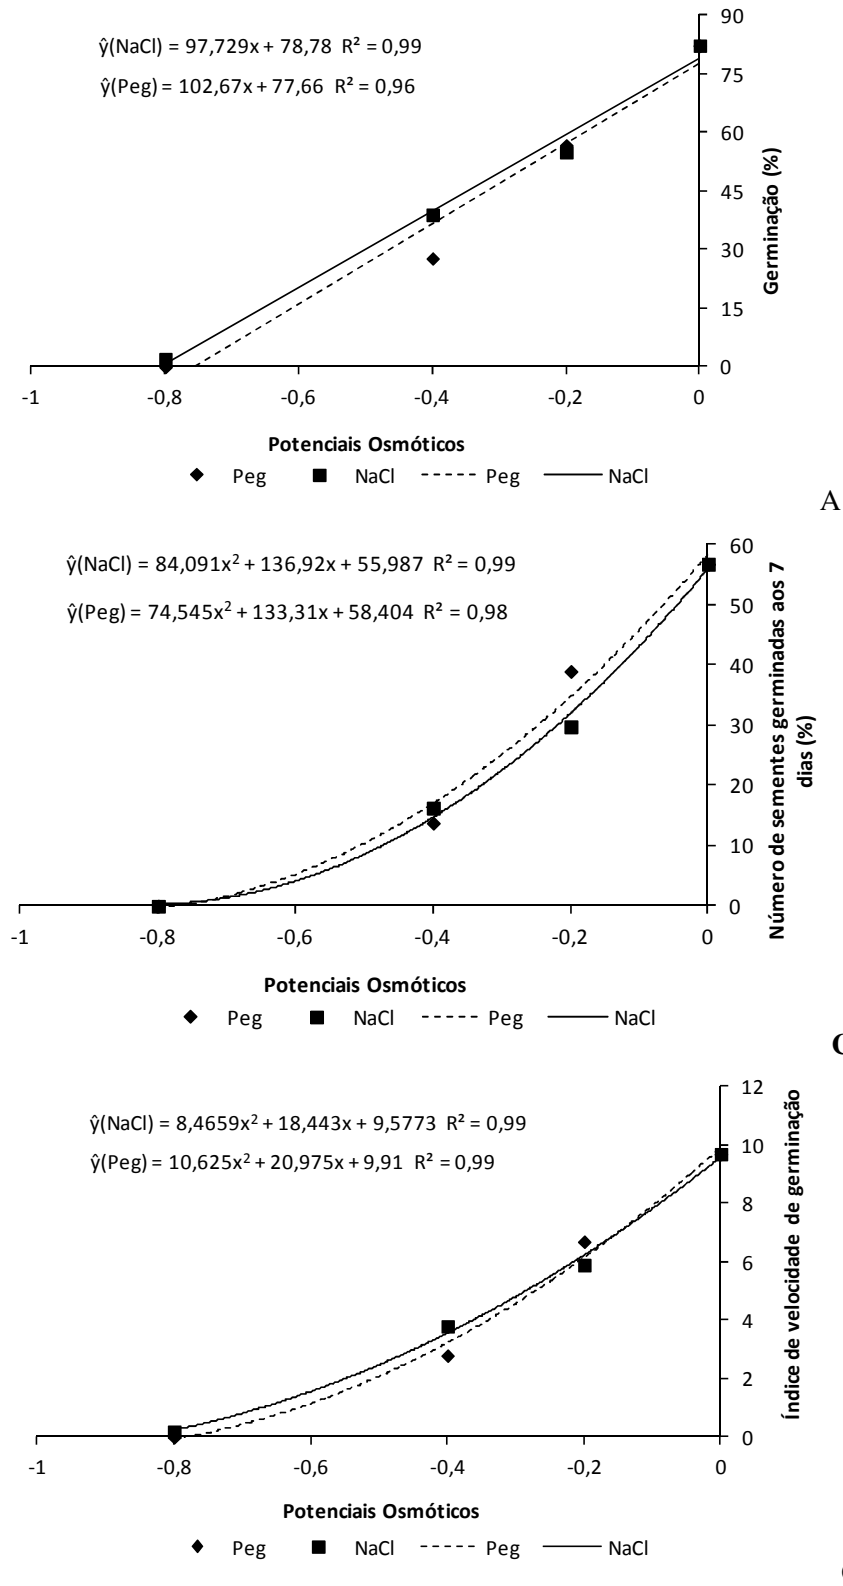 ŷ(NaCl) = 97,729x + 78,78 R² = 0,99
ŷ(Peg) = 102,67x + 77,66 R² = 0,96
90
75
60
45
30
15
0
Germinação (%)
-1 -0,8 -0,6 -0,4 -0,2 0
Potenciais Osmóticos
Peg NaCl Peg NaCl
A
ŷ(NaCl) = 84,091x² + 136,92x + 55,987 R² = 0,99
ŷ(Peg) = 74,545x² + 133,31x + 58,404 R² = 0,98
60
50
40
30
20
10
0
Número de sementes germinadas aos 7
dias (%)
-1 -0,8 -0,6 -0,4 -0,2 0
Potenciais Osmóticos
Peg NaCl Peg NaCl
ŷ(NaCl) = 8,4659x² + 18,443x + 9,5773 R² = 0,99
ŷ(Peg) = 10,625x² + 20,975x + 9,91 R² = 0,99
12
10
8
6
4
2
0
Índice de velocidade de germinação
-1 -0,8 -0,6 -0,4 -0,2 0
Potenciais Osmóticos
Peg NaCl Peg NaCl